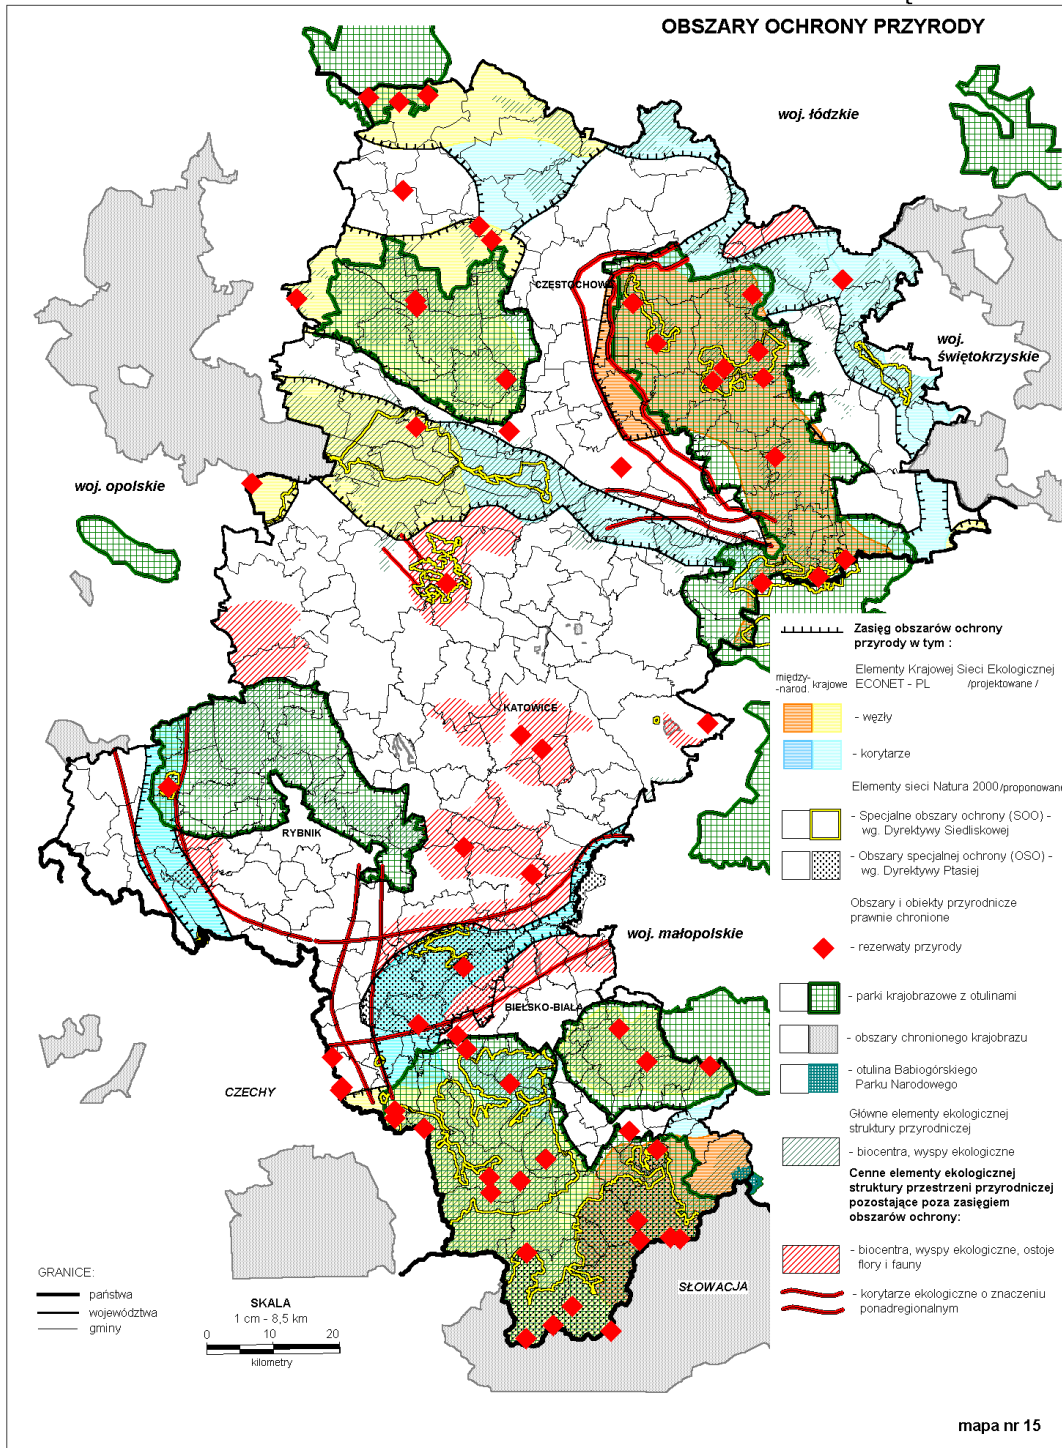 OBSZARY OCHRONY PRZYRODY
woj. łódzkie
CZĘSTOCHOWA
woj.
świętokrzyskie
woj. opolskie
KATOWICE
RYBNIK
woj. małopolskie
BIELSKO-BIAŁA
CZECHY
SŁOWACJA
Zasięg obszarów ochrony
przyrody w tym :
Elementy Krajowej Sieci Ekologicznej
ECONET - PL /projektowane /
między-
-narod. krajowe
- węzły
- korytarze
Elementy sieci Natura 2000/proponowane
- Specjalne obszary ochrony (SOO) -
wg. Dyrektywy Siedliskowej
- Obszary specjalnej ochrony (OSO) -
wg. Dyrektywy Ptasiej
Obszary i obiekty przyrodnicze
prawnie chronione
- rezerwaty przyrody
- parki krajobrazowe z otulinami
- obszary chronionego krajobrazu
- otulina Babiogórskiego
Parku Narodowego
Główne elementy ekologicznej
struktury przyrodniczej
- biocentra, wyspy ekologiczne
Cenne elementy ekologicznej
struktury przestrzeni przyrodniczej
pozostające poza zasięgiem
obszarów ochrony:
- biocentra, wyspy ekologiczne, ostoje
flory i fauny
- korytarze ekologiczne o znaczeniu
ponadregionalnym
GRANICE:
państwa
województwa
gminy
SKALA
1 cm - 8,5 km
0 10 20
kilometry
mapa nr 15